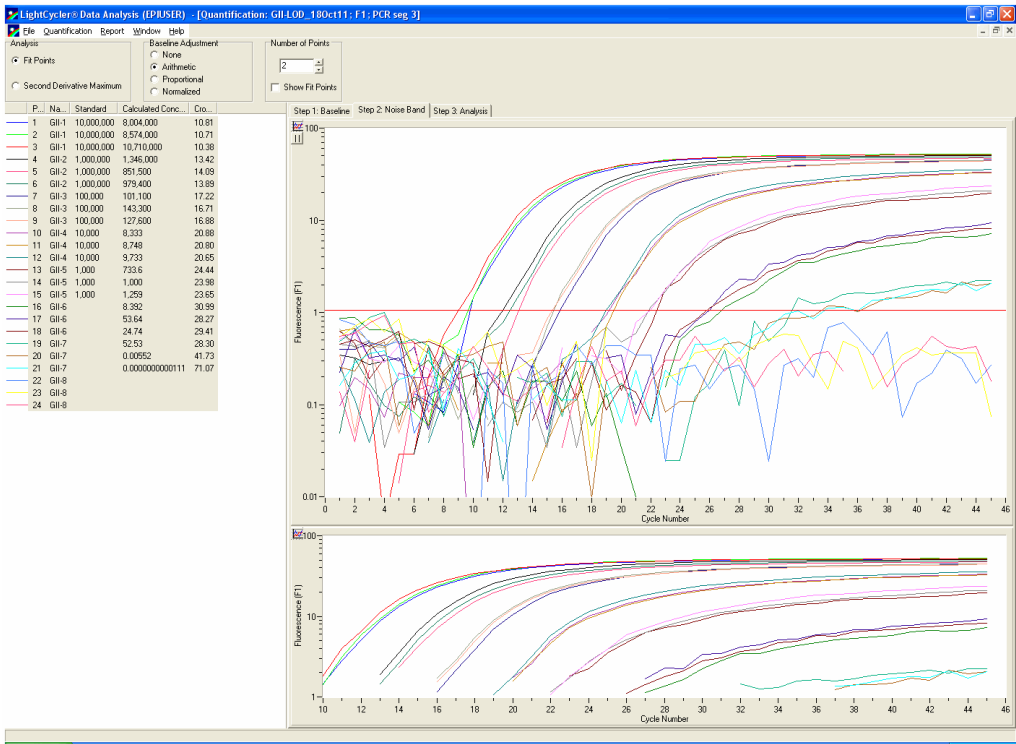 LightCycler® Data Analysis (EPIUSER) - [Quantification: GII-LOD_18Oct11; F1; PCR seg 3]
File Quantification Report Window Help
Analysis
Fit Points
Second Derivative Maximum
Baseline Adjustment
None
Arithmetic
Proportional
Normalized
Number of Points
2
Show Fit Points
P... Na... Standard Calculated Conc... Cro...
1 GII-1 10,000,000 8,004,000 10.81
2 GII-1 10,000,000 8,574,000 10.71
3 GII-1 10,000,000 10,710,000 10.38
4 GII-2 1,000,000 1,346,000 13.42
5 GII-2 1,000,000 851,500 14.09
6 GII-2 1,000,000 979,400 13.89
7 GII-3 100,000 101,100 17.22
8 GII-3 100,000 143,300 16.71
9 GII-3 100,000 127,600 16.88
10 GII-4 10,000 8,333 20.88
11 GII-4 10,000 8,748 20.80
12 GII-4 10,000 9,733 20.65
13 GII-5 1,000 733.6 24.44
14 GII-5 1,000 1,000 23.98
15 GII-5 1,000 1,259 23.65
16 GII-6 8.392 30.99
17 GII-6 53.64 28.27
18 GII-6 24.74 29.41
19 GII-7 52.53 28.30
20 GII-7 0.00552 41.73
21 GII-7 0.0000000000111 71.07
22 GII-8
23 GII-8
24 GII-8
Step 1: Baseline Step 2: Noise Band Step 3: Analysis
100
10
1
0.1
0.01
Fluorescence (F1)
0 2 4 6 8 10 12 14 16 18 20 22 24 26 28 30 32 34 36 38 40 42 44 46
Cycle Number
100
10
1
Fluorescence (F1)
10 12 14 16 18 20 22 24 26 28 30 32 34 36 38 40 42 44 46
Cycle Number